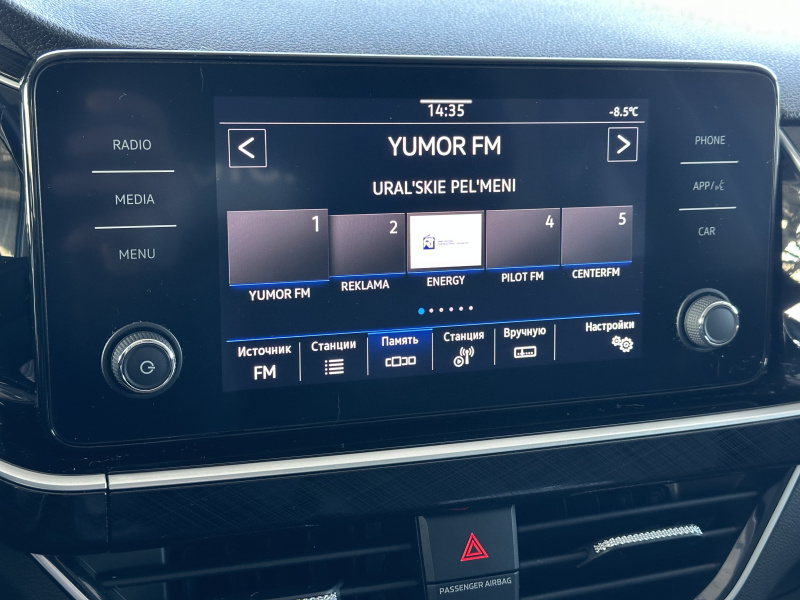 14:35
-8.5°C
RADIO
MEDIA
MENU
<
YUMOR FM
>
URAL'SKIE PEL'MENI
1
2
4
5
YUMOR FM
REKLAMA
ENERGY
PILOT FM
CENTERFM
Источник
FM
Станции
Память
Станция
Вручную
Настройки
PHONE
APP/
CAR
PASSENGER AIRBAG